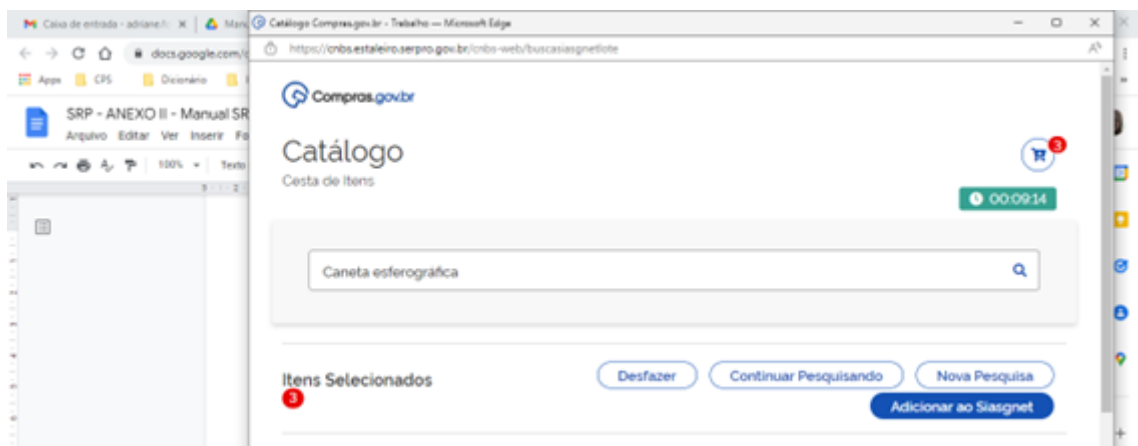 Caixa de entrada - adriane.f
Manu
Catálogo Compras.gov.br - Trabalho — Microsoft Edge
docs.google.com/d
https://cnbs.estaleiro.serpro.gov.br/cnbs-web/buscasiasgnetlote
Apps
CPS
Dicionário
Compras.gov.br
SRP - ANEXO II - Manual SR
Arquivo Editar Ver Inserir Fo
Catálogo
3
100%
Texto
Cesta de Itens
00:09:14
Caneta esferográfica
Itens Selecionados
3
Desfazer
Continuar Pesquisando
Nova Pesquisa
Adicionar ao Siasgnet